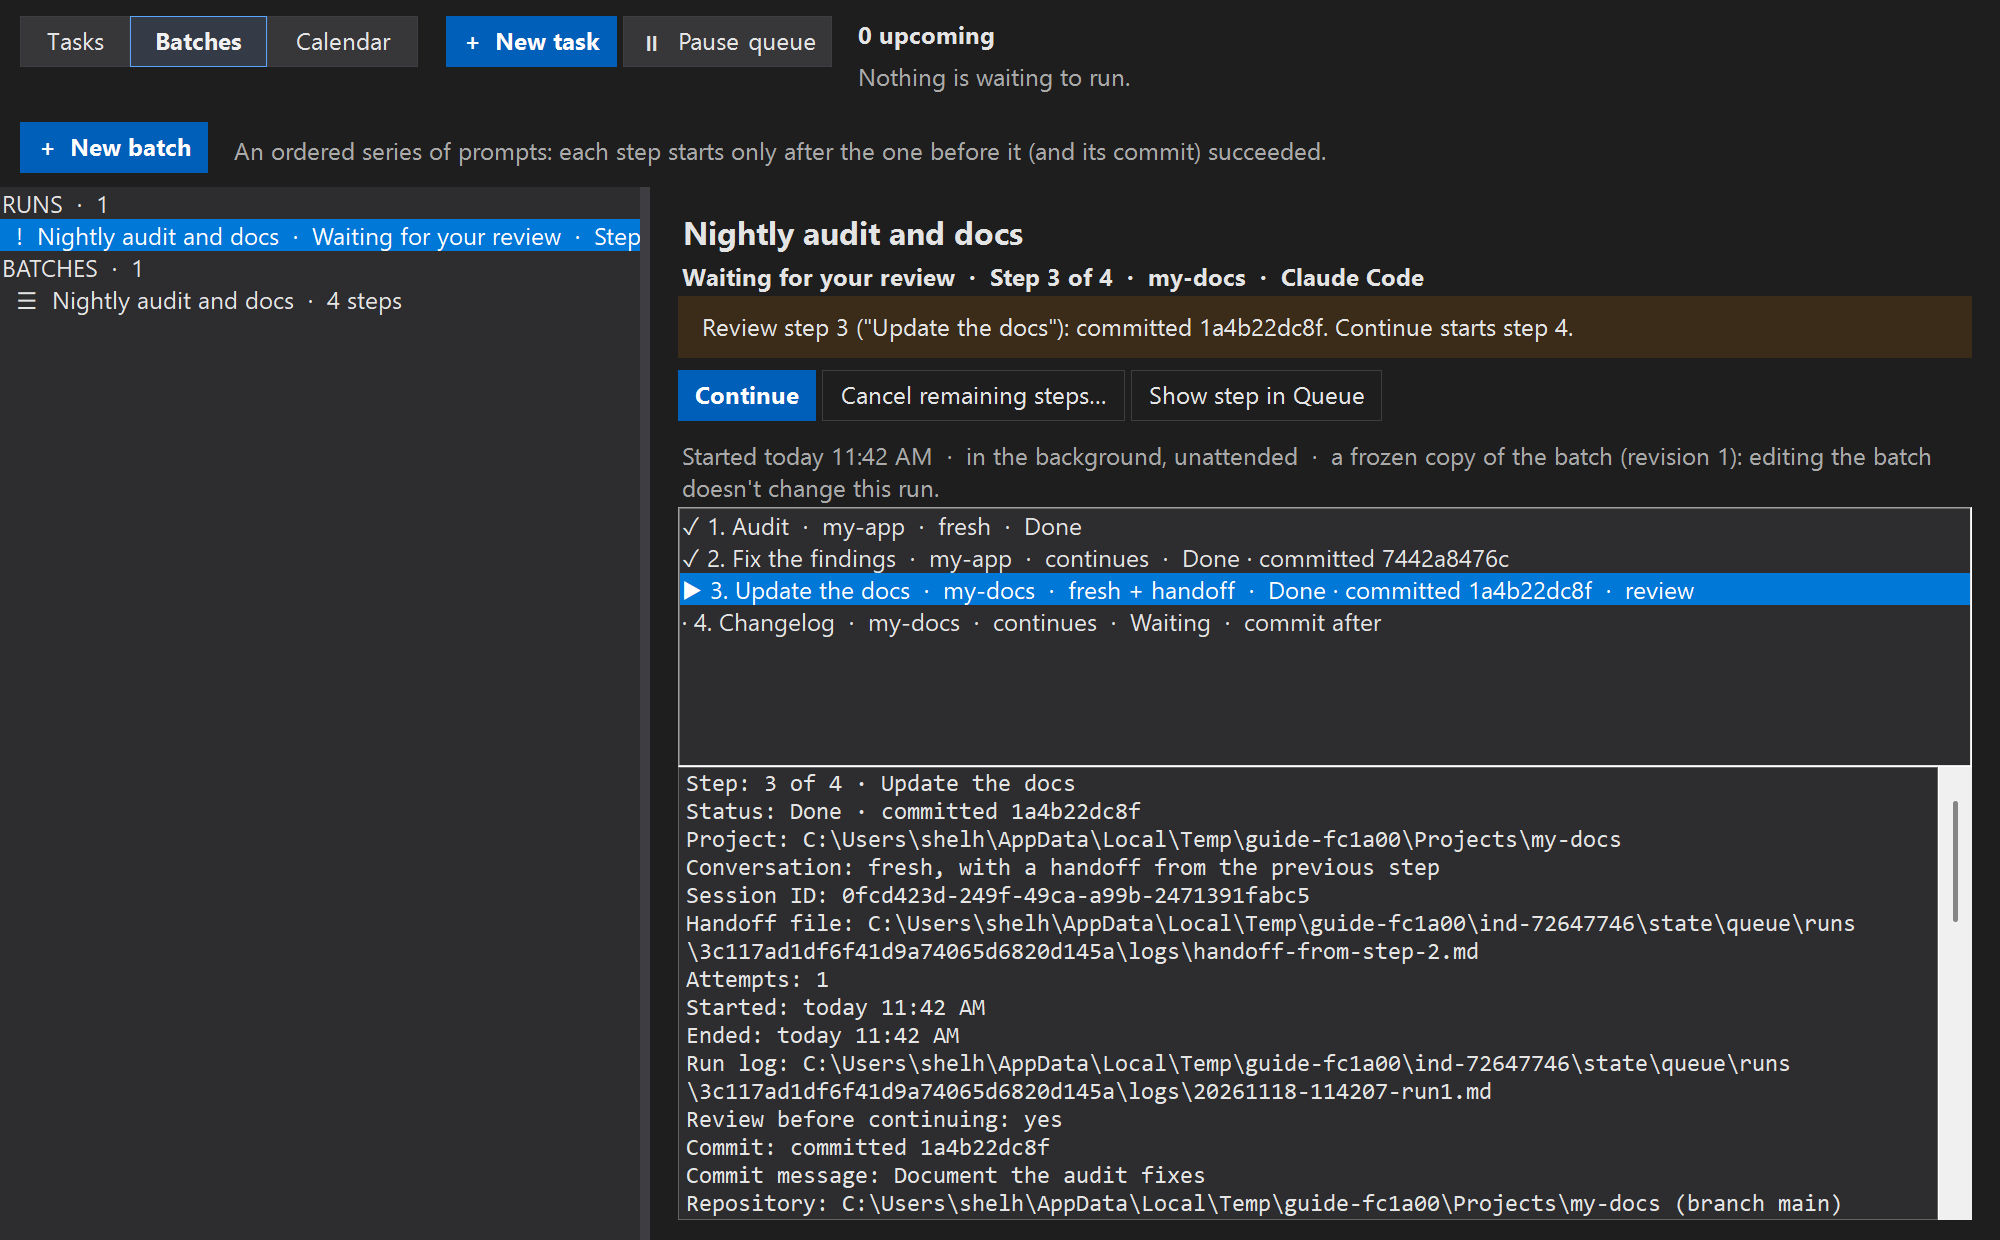 Tasks
Batches
Calendar
+ New task
Pause queue
0 upcoming
Nothing is waiting to run.
+ New batch
An ordered series of prompts: each step starts only after the one before it (and its commit) succeeded.
RUNS · 1
! Nightly audit and docs · Waiting for your review · Step
BATCHES · 1
☰ Nightly audit and docs · 4 steps
Nightly audit and docs
Waiting for your review · Step 3 of 4 · my-docs · Claude Code
Review step 3 ("Update the docs"): committed 1a4b22dc8f. Continue starts step 4.
Continue
Cancel remaining steps...
Show step in Queue
Started today 11:42 AM · in the background, unattended · a frozen copy of the batch (revision 1): editing the batch
doesn't change this run.
✓ 1. Audit · my-app · fresh · Done
✓ 2. Fix the findings · my-app · continues · Done · committed 7442a8476c
▶ 3. Update the docs · my-docs · fresh + handoff · Done · committed 1a4b22dc8f · review
· 4. Changelog · my-docs · continues · Waiting · commit after
Step: 3 of 4 · Update the docs
Status: Done · committed 1a4b22dc8f
Project: C:\Users\shelh\AppData\Local\Temp\guide-fc1a00\Projects\my-docs
Conversation: fresh, with a handoff from the previous step
Session ID: 0fcd423d-249f-49ca-a99b-2471391fabc5
Handoff file: C:\Users\shelh\AppData\Local\Temp\guide-fc1a00\ind-72647746\state\queue\runs
\3c117ad1df6f41d9a74065d6820d145a\logs\handoff-from-step-2.md
Attempts: 1
Started: today 11:42 AM
Ended: today 11:42 AM
Run log: C:\Users\shelh\AppData\Local\Temp\guide-fc1a00\ind-72647746\state\queue\runs
\3c117ad1df6f41d9a74065d6820d145a\logs\20261118-114207-run1.md
Review before continuing: yes
Commit: committed 1a4b22dc8f
Commit message: Document the audit fixes
Repository: C:\Users\shelh\AppData\Local\Temp\guide-fc1a00\Projects\my-docs (branch main)